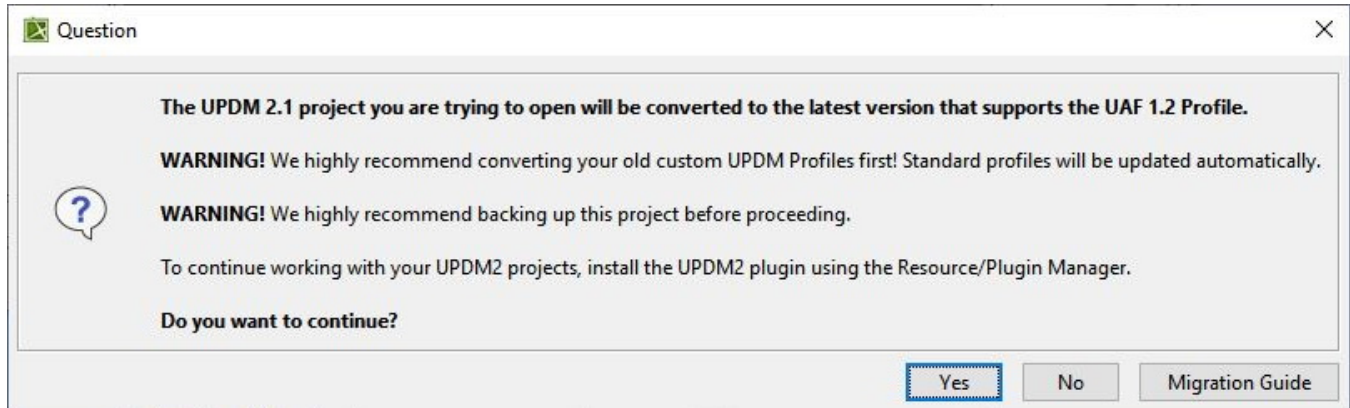 Question
The UPDM 2.1 project you are trying to open will be converted to the latest version that supports the UAF 1.2 Profile.
WARNING! We highly recommend converting your old custom UPDM Profiles first! Standard profiles will be updated automatically.
WARNING! We highly recommend backing up this project before proceeding.
To continue working with your UPDM2 projects, install the UPDM2 plugin using the Resource/Plugin Manager.
Do you want to continue?
Yes No Migration Guide